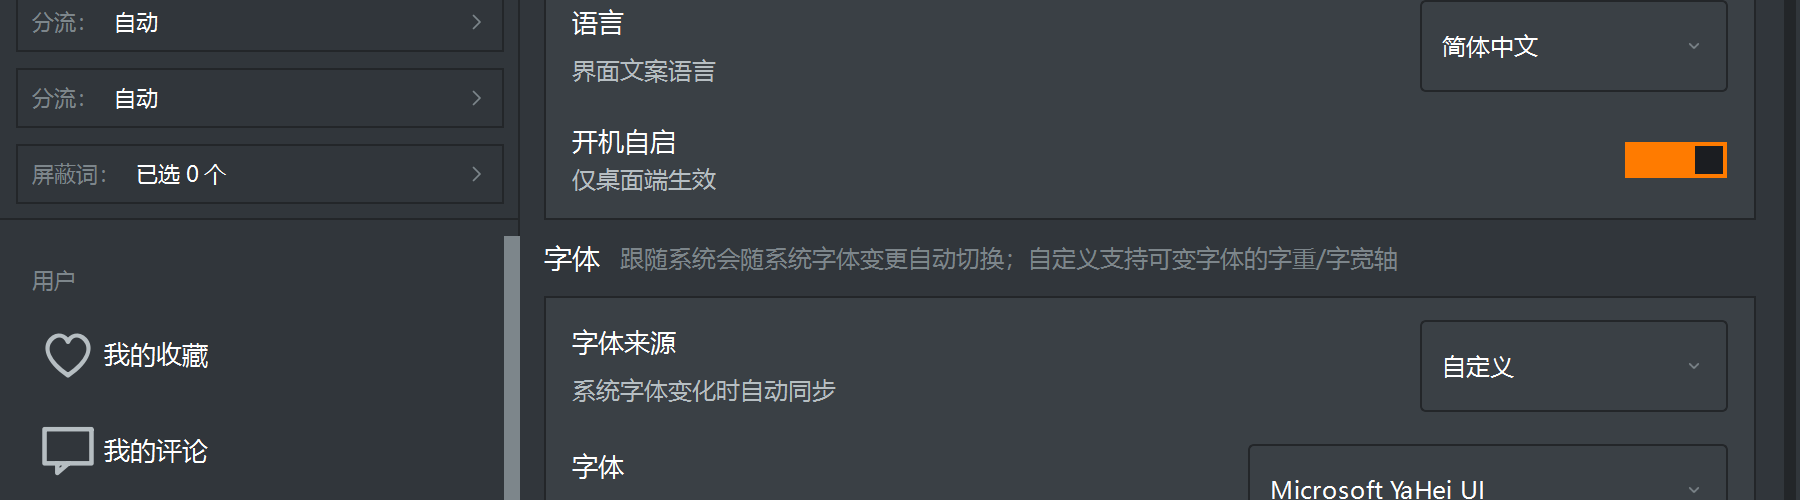 分流： 自动
分流： 自动
屏蔽词： 已选 0 个
用户
我的收藏
我的评论
语言
界面文案语言
简体中文
开机自启
仅桌面端生效
字体 跟随系统会随系统字体变更自动切换；自定义支持可变字体的字重/字宽轴
字体来源
系统字体变化时自动同步
自定义
字体
Microsoft YaHei UI